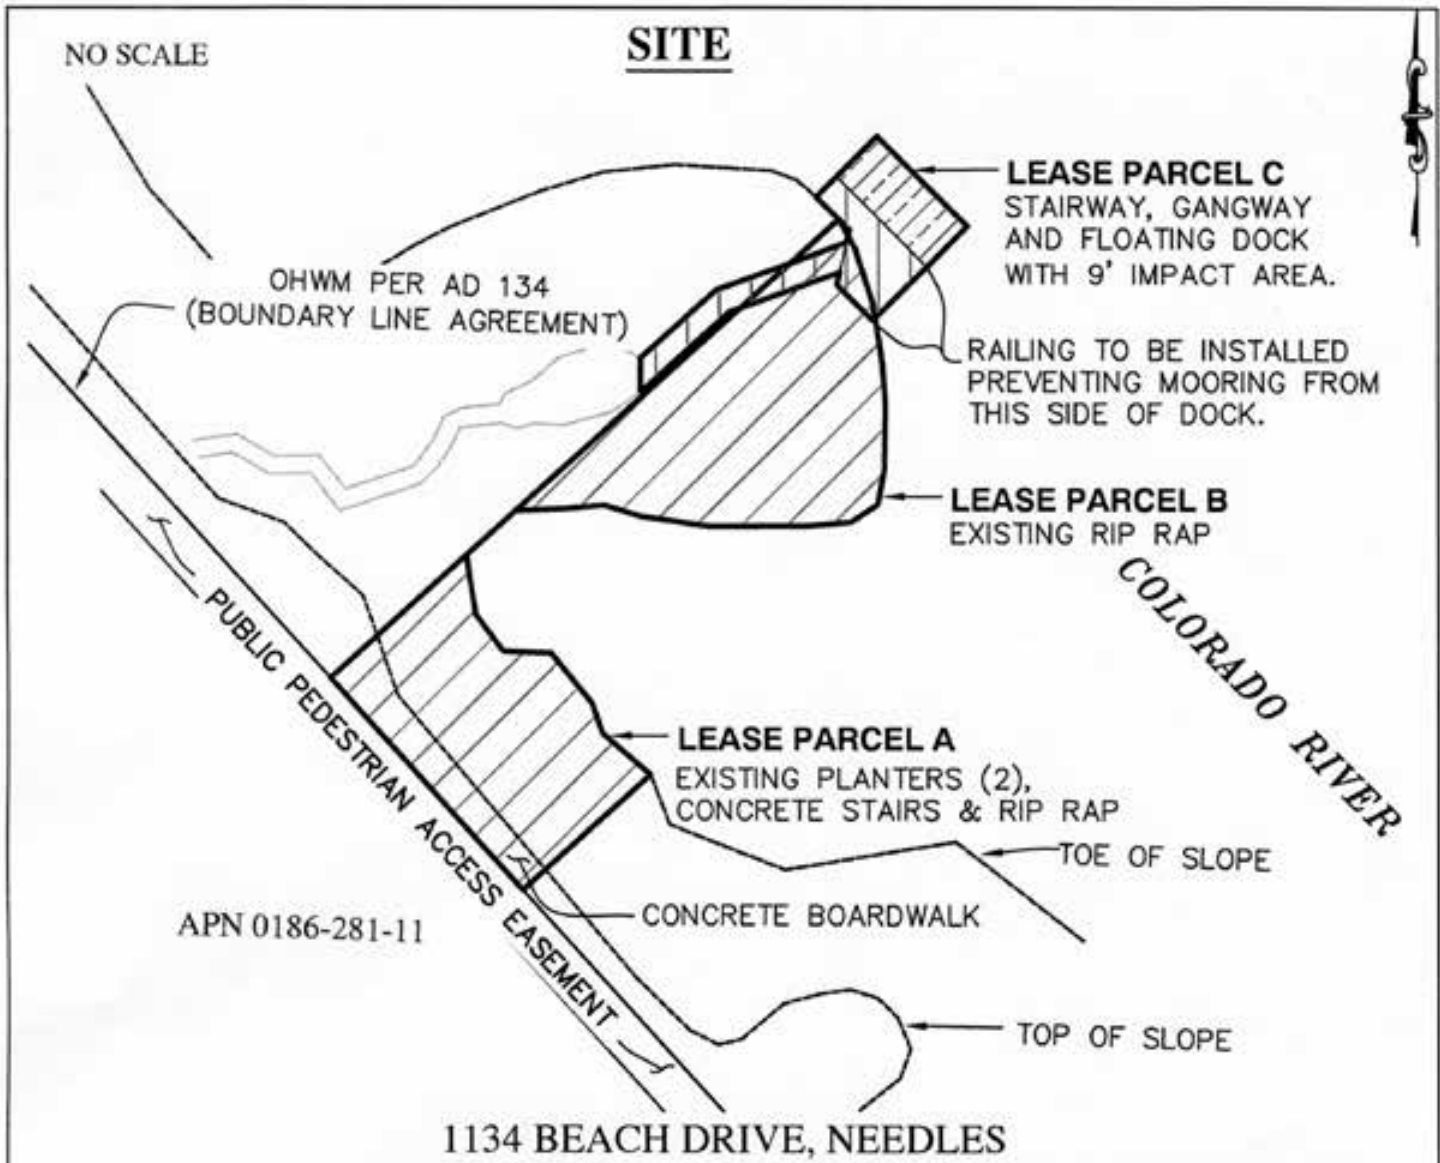 SITE
NO SCALE
LEASE PARCEL C
STAIRWAY, GANGWAY
AND FLOATING DOCK
WITH 9' IMPACT AREA.
OHWM PER AD 134
(BOUNDARY LINE AGREEMENT)
RAILING TO BE INSTALLED
PREVENTING MOORING FROM
THIS SIDE OF DOCK.
LEASE PARCEL B
EXISTING RIP RAP
COLORADO RIVER
PUBLIC PEDESTRIAN ACCESS EASEMENT
LEASE PARCEL A
EXISTING PLANTERS (2),
CONCRETE STAIRS & RIP RAP
TOE OF SLOPE
CONCRETE BOARDWALK
APN 0186-281-11
TOP OF SLOPE
1134 BEACH DRIVE, NEEDLES